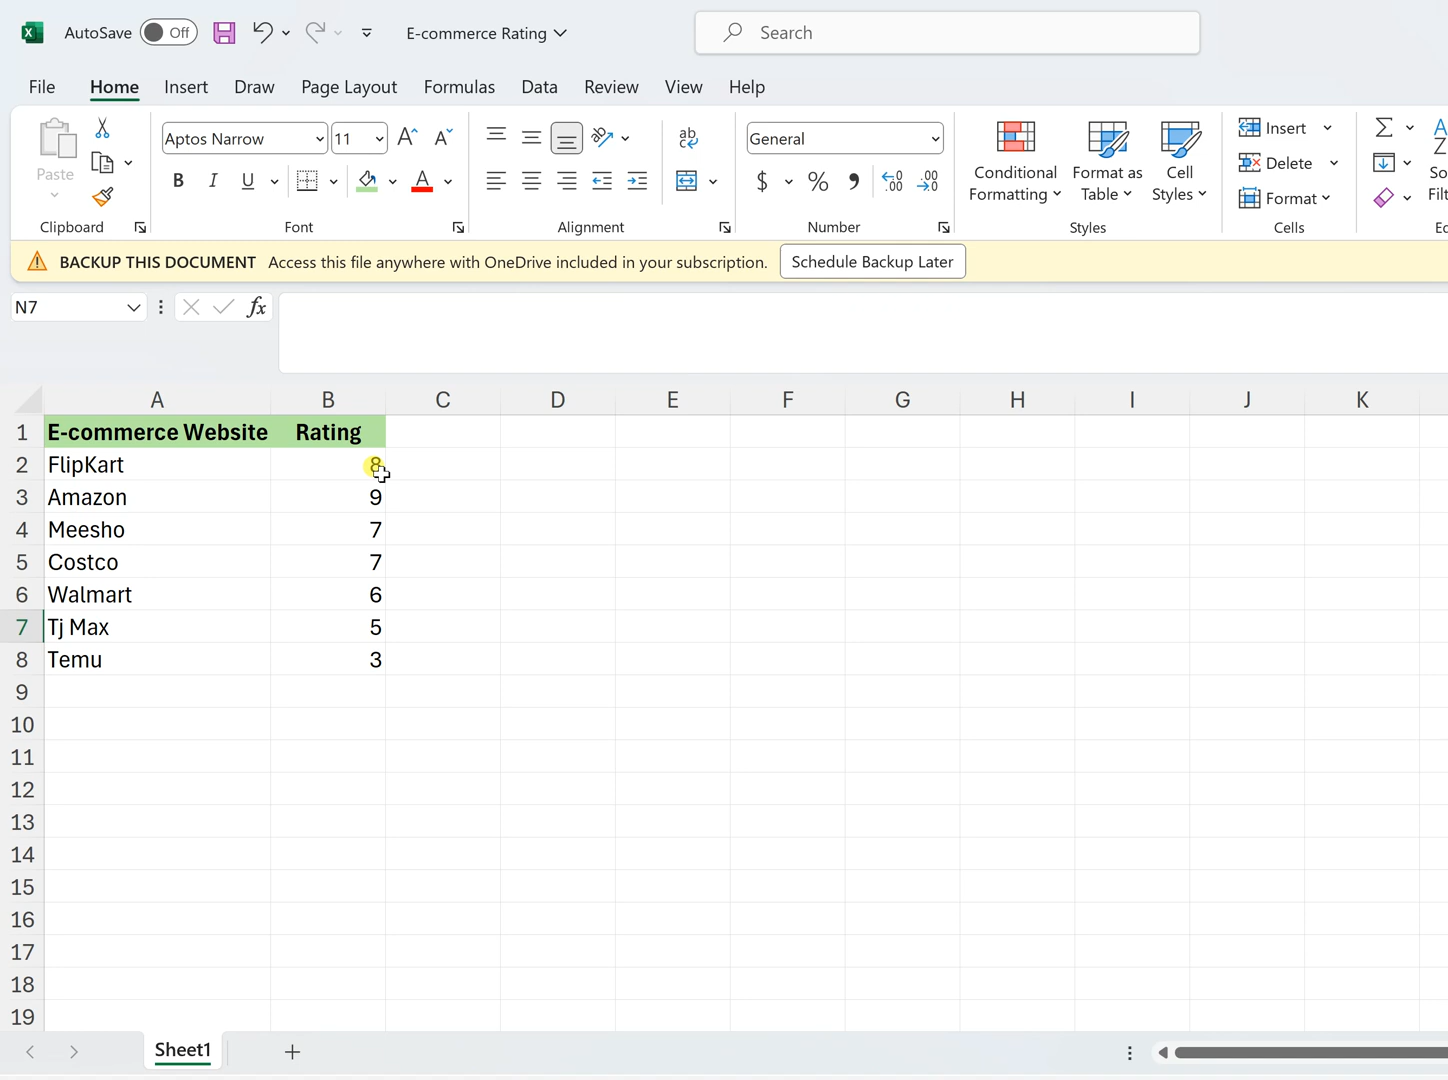 AutoSave Off E-commerce Rating Search
File Home Insert Draw Page Layout Formulas Data Review View Help
Paste Aptos Narrow 11 General Conditional Formatting Format as Table Cell Styles Insert Delete Format
Clipboard Font Alignment Number Styles Cells
BACKUP THIS DOCUMENT Access this file anywhere with OneDrive included in your subscription. Schedule Backup Later
N7 fx
A B C D E F G H I J K
1 E-commerce Website Rating
2 FlipKart 8
3 Amazon 9
4 Meesho 7
5 Costco 7
6 Walmart 6
7 Tj Max 5
8 Temu 3
9
10
11
12
13
14
15
16
17
18
19
Sheet1